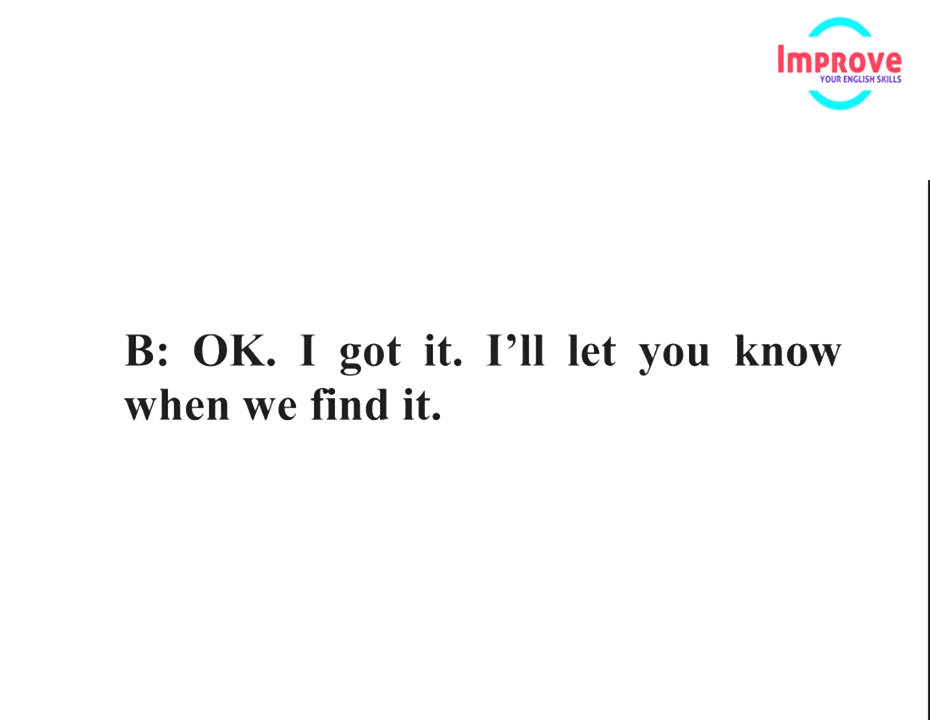 Improve
YOUR ENGLISH SKILLS
B: OK. I got it. I’ll let you know
when we find it.